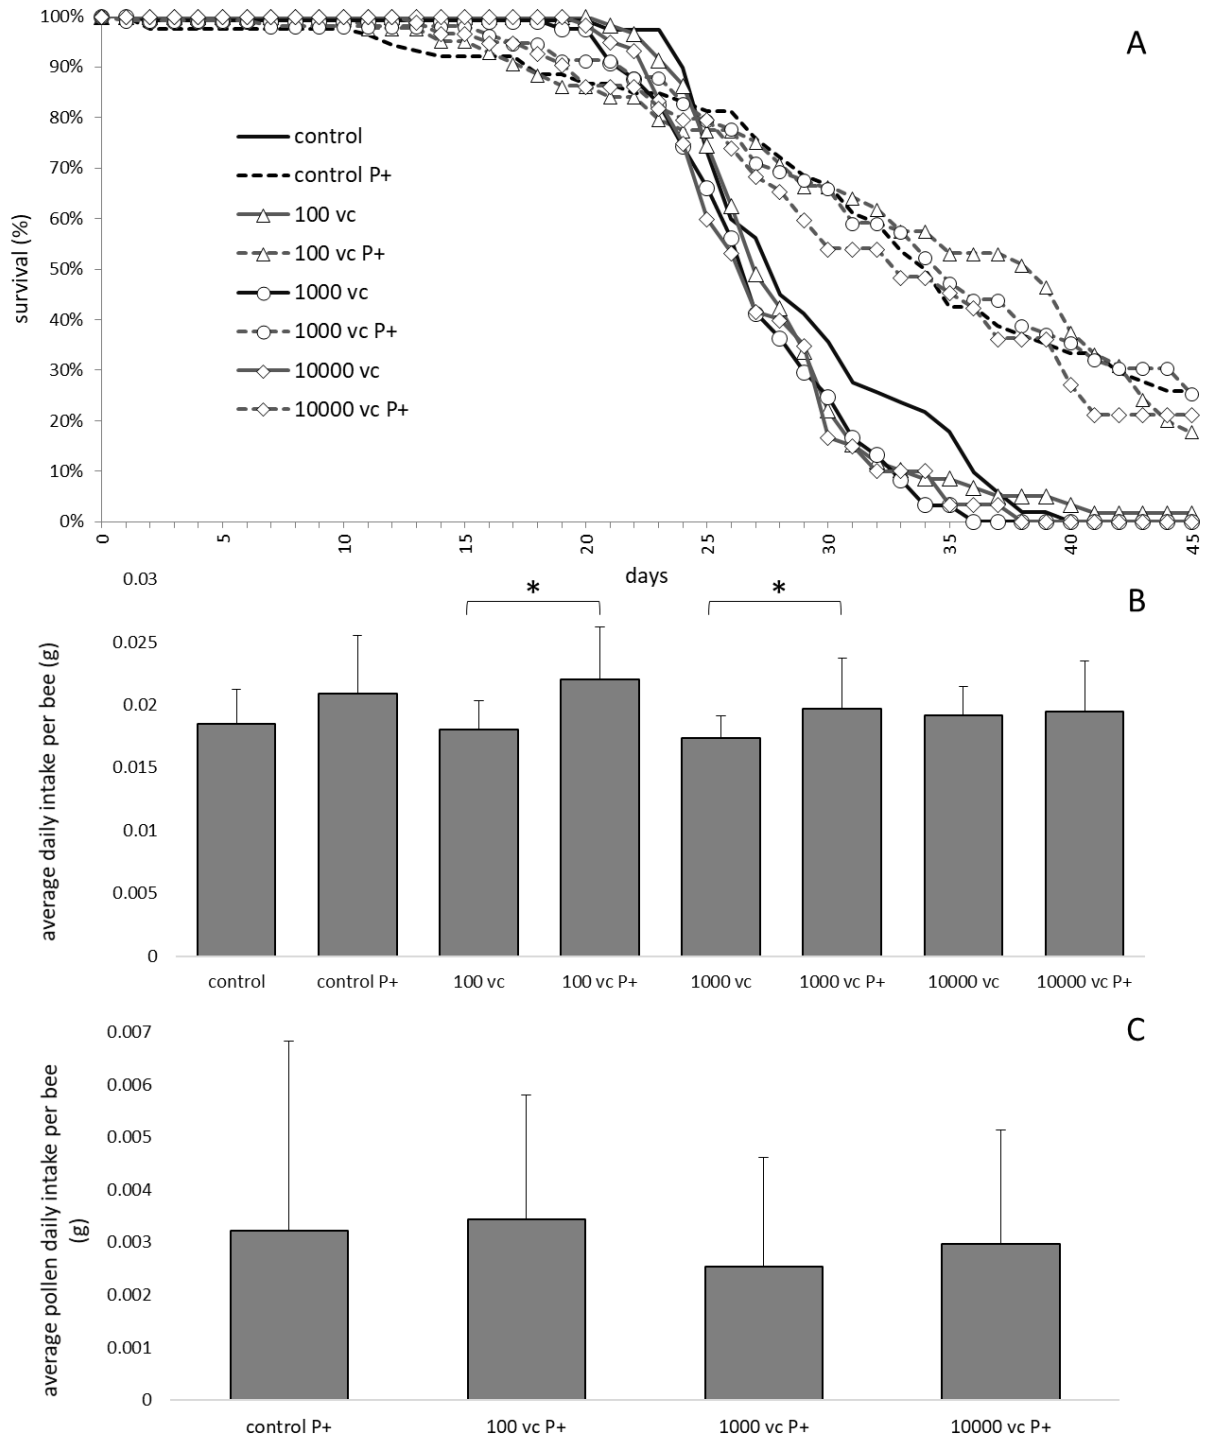 100%
90%
80%
70%
60%
50%
40%
30%
20%
10%
0%
survival (%)
A
control
control P+
100 vc
100 vc P+
1000 vc
1000 vc P+
10000 vc
10000 vc P+
0 5 10 15 20 25 30 35 40 45
days
B
average daily intake per bee (g)
0.03
0.025
0.02
0.015
0.01
0.005
0
* *
control control P+ 100 vc 100 vc P+ 1000 vc 1000 vc P+ 10000 vc 10000 vc P+
C
average pollen daily intake per bee
(g)
0.007
0.006
0.005
0.004
0.003
0.002
0.001
0
control P+ 100 vc P+ 1000 vc P+ 10000 vc P+